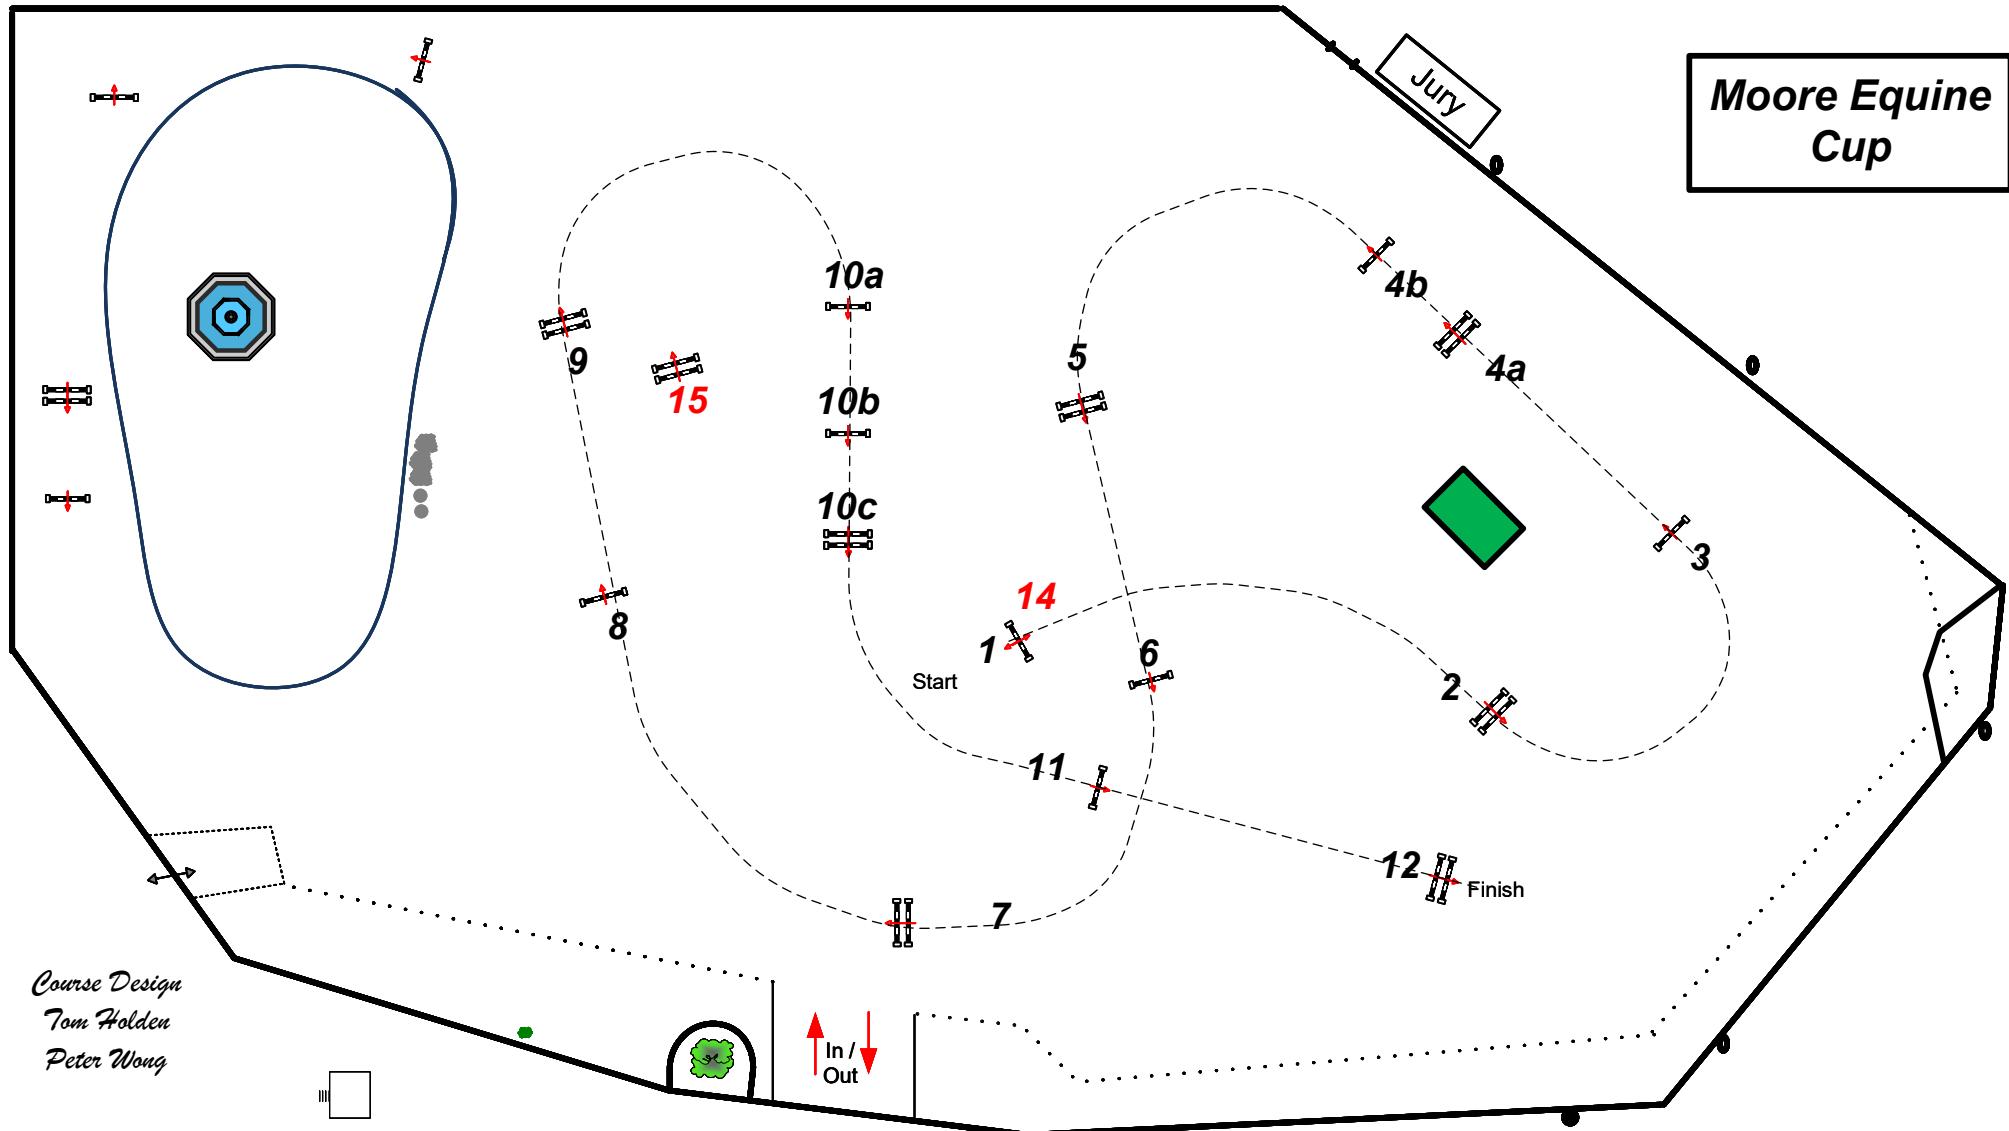 Jury
Moore Equine
Cup
10a
4b
9
5
4a
15
10b
10c
3
14
8
1
6
Start
2
11
12
Finish
7
Course Design
Tom Holden
Peter Wong
In /
Out